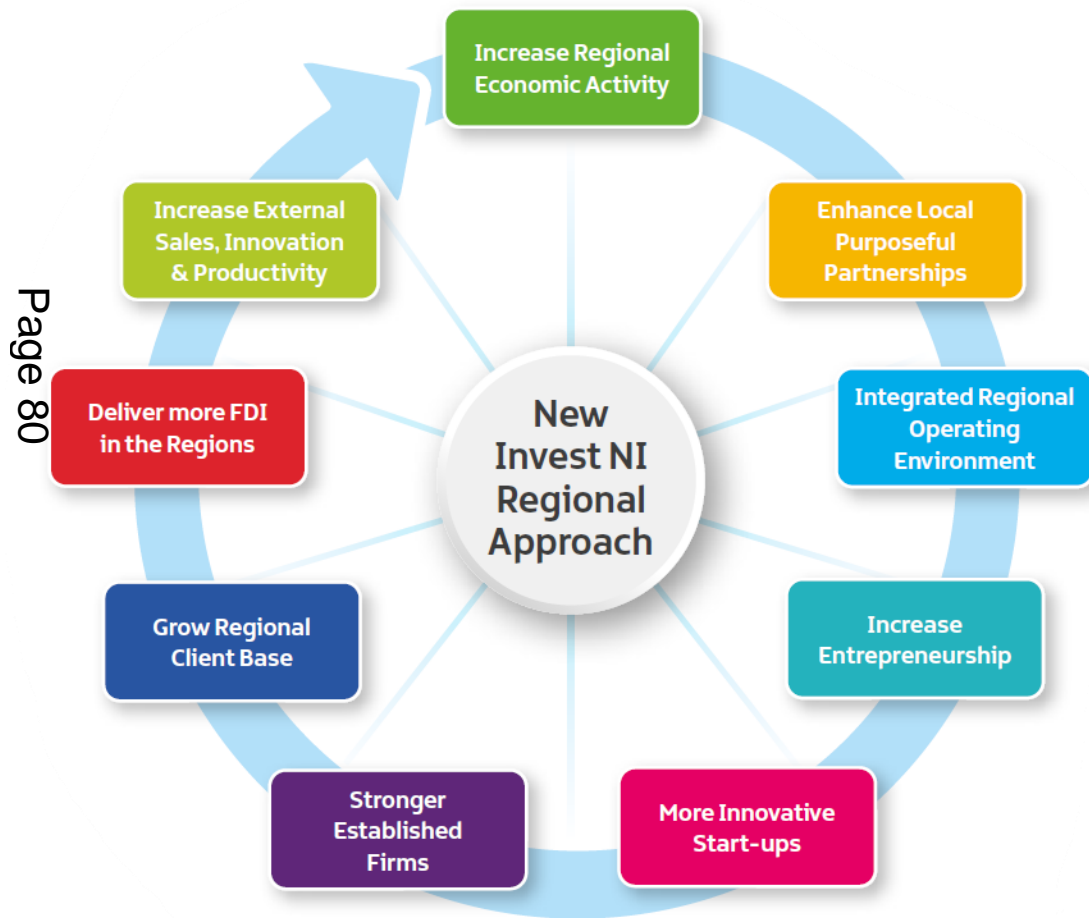 Increase Regional
Economic Activity
Enhance Local
Purposeful
Partnerships
Integrated Regional
Operating
Environment
Increase
Entrepreneurship
More Innovative
Start-ups
Stronger
Established
Firms
Grow Regional
Client Base
Deliver more FDI
in the Regions
Increase External
Sales, Innovation
& Productivity
New
Invest NI
Regional
Approach
Page 80